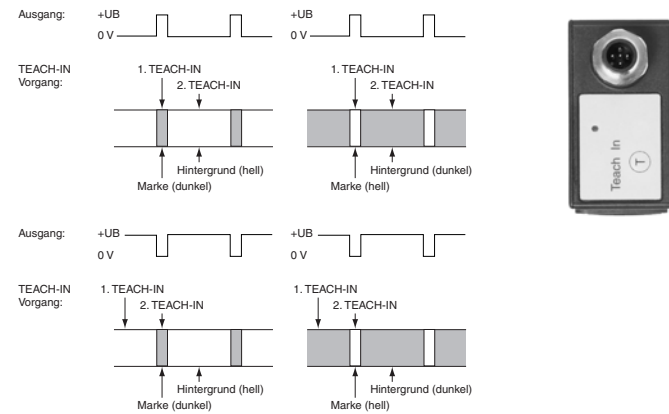 Ausgang: +UB +UB
0 V 0 V
TEACH-IN 1. TEACH-IN 1. TEACH-IN
Vorgang: 2. TEACH-IN 2. TEACH-IN
Hintergrund (hell) Hintergrund (dunkel)
Marke (dunkel) Marke (hell)
Ausgang: +UB +UB
0 V 0 V
TEACH-IN 1. TEACH-IN 1. TEACH-IN
Vorgang: 2. TEACH-IN 2. TEACH-IN
Hintergrund (hell) Hintergrund (dunkel)
Marke (dunkel) Marke (hell)
Teach In
T